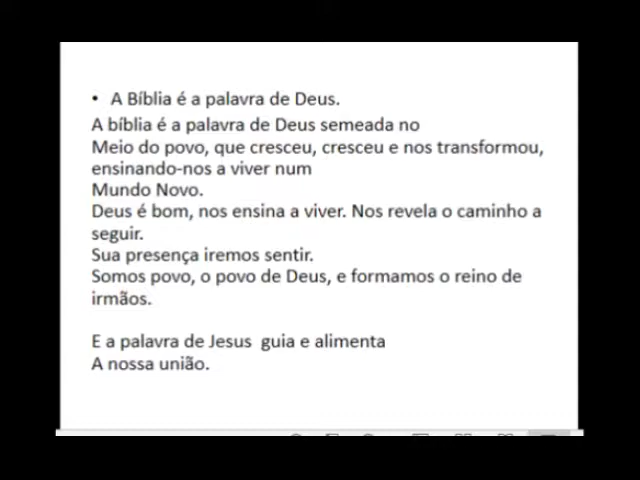 • A Bíblia é a palavra de Deus.
A bíblia é a palavra de Deus semeada no
Meio do povo, que cresceu, cresceu e nos transformou,
ensinando-nos a viver num
Mundo Novo.
Deus é bom, nos ensina a viver. Nos revela o caminho a
seguir.
Sua presença iremos sentir.
Somos povo, o povo de Deus, e formamos o reino de
irmãos.
E a palavra de Jesus  guia e alimenta
A nossa união.